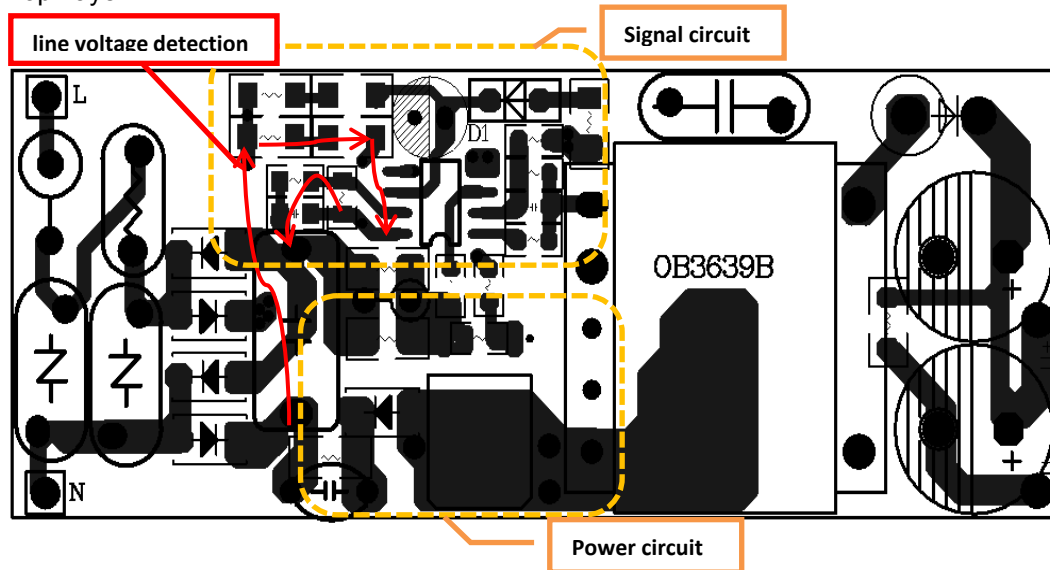 line voltage detection
Signal circuit
L
D1
OB3639B
+
+
N
Power circuit